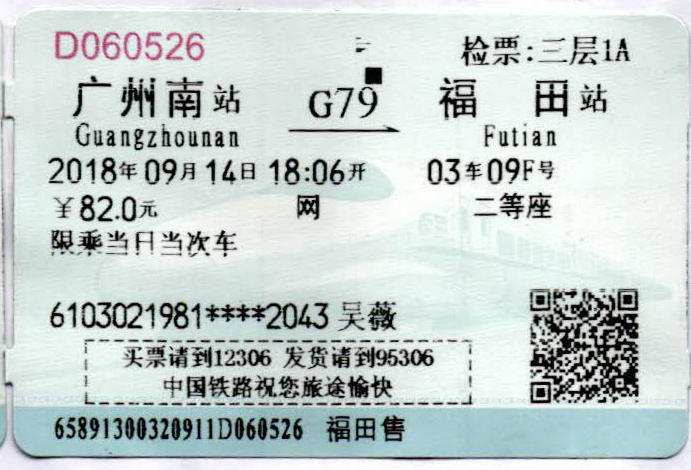 D060526 检票:三层1A
广州南站 G79 福田站
Guangzhounan Futian
2018年09月14日 18:06开 03车09F号
￥82.0元 网 二等座
限乘当日当次车
6103021981****2043 吴薇
买票请到12306 发货请到95306
中国铁路祝您旅途愉快
65891300320911D060526 福田售